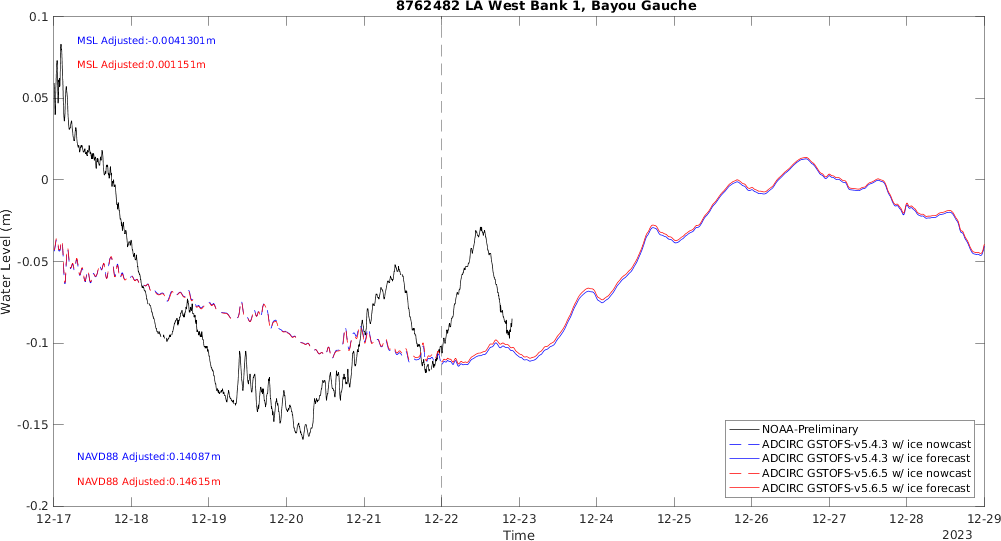 8762482 LA West Bank 1, Bayou Gauche
0.1
MSL Adjusted:-0.0041301m
MSL Adjusted:0.001151m
0.05
0
-0.05
-0.1
-0.15
-0.2
Water Level (m)
NAVD88 Adjusted:0.14087m
NAVD88 Adjusted:0.14615m
NOAA-Preliminary
ADCIRC GSTOFS-v5.4.3 w/ ice nowcast
ADCIRC GSTOFS-v5.4.3 w/ ice forecast
ADCIRC GSTOFS-v5.6.5 w/ ice nowcast
ADCIRC GSTOFS-v5.6.5 w/ ice forecast
12-17 12-18 12-19 12-20 12-21 12-22 12-23 12-24 12-25 12-26 12-27 12-28 12-29
Time
2023